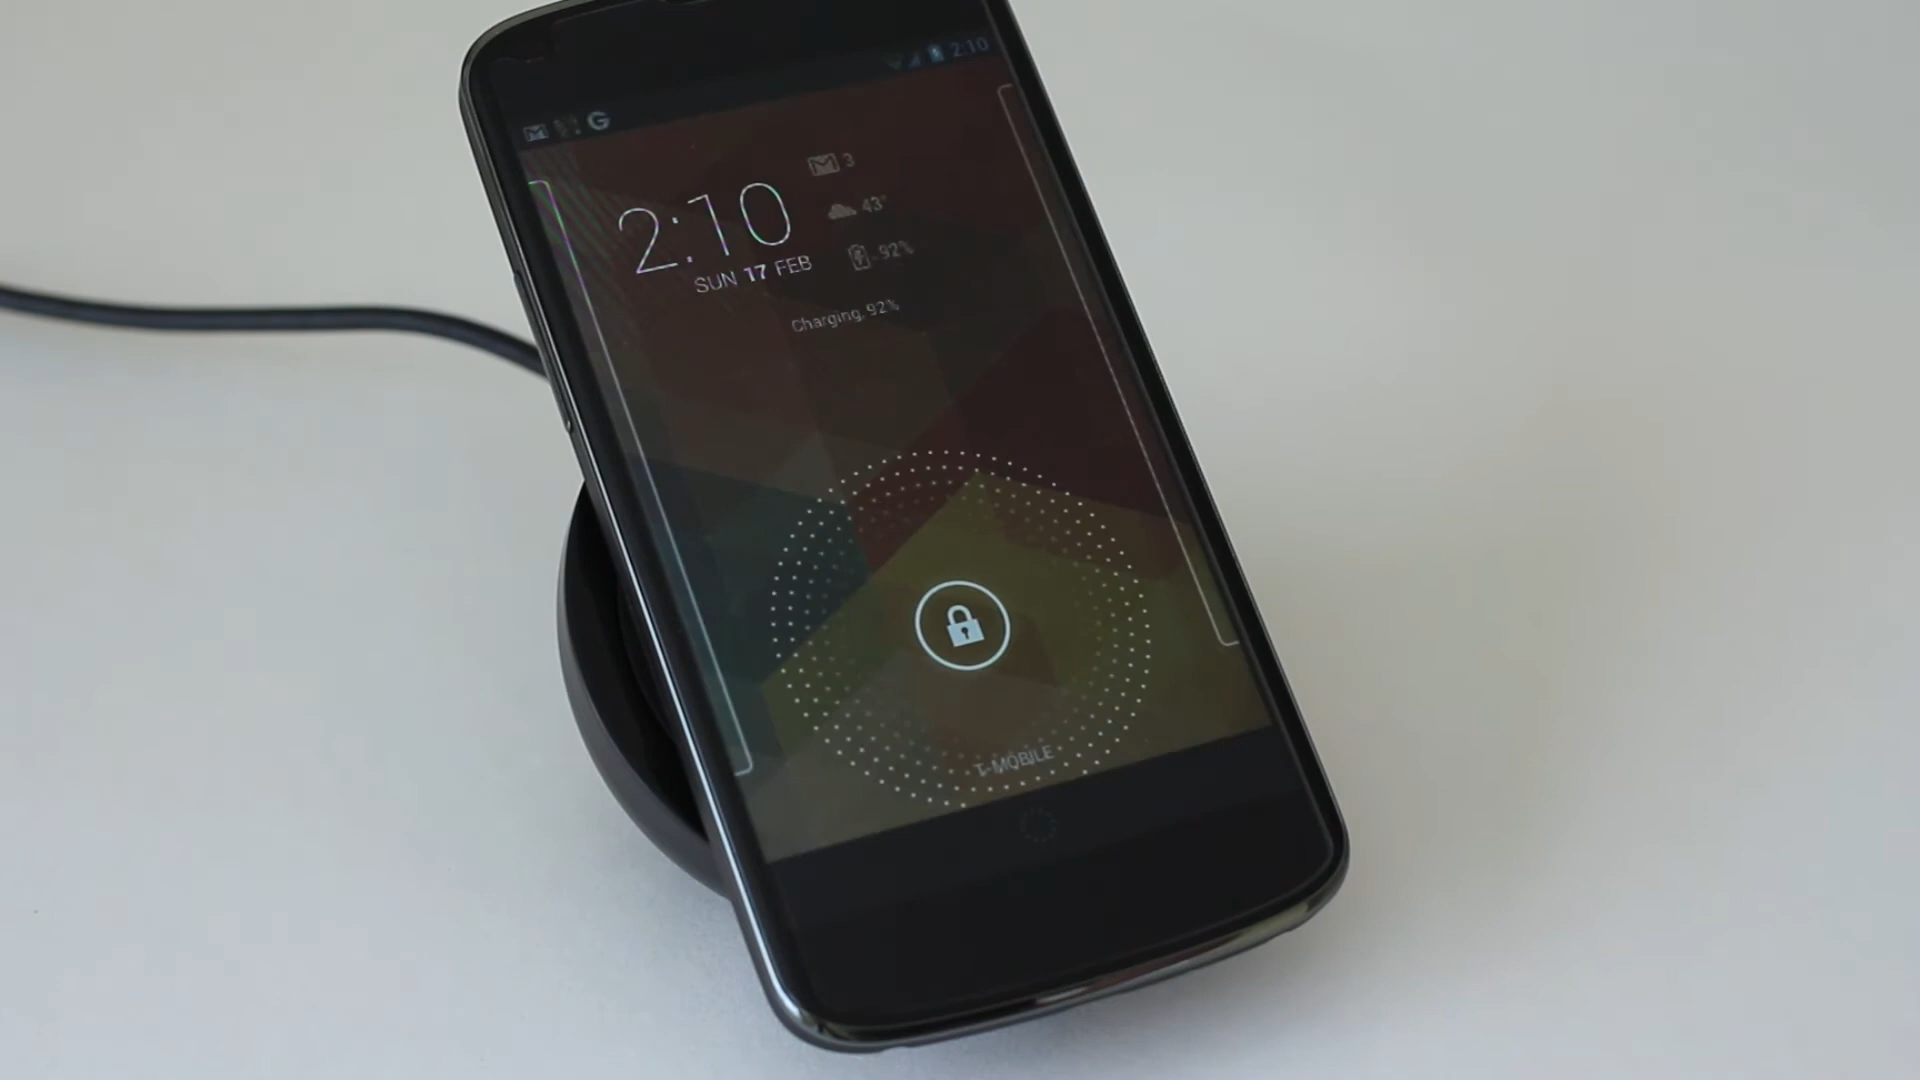 2:10
G
2:10
3
43°
92%
SUN 17 FEB
Charging, 92%
T-MOBILE